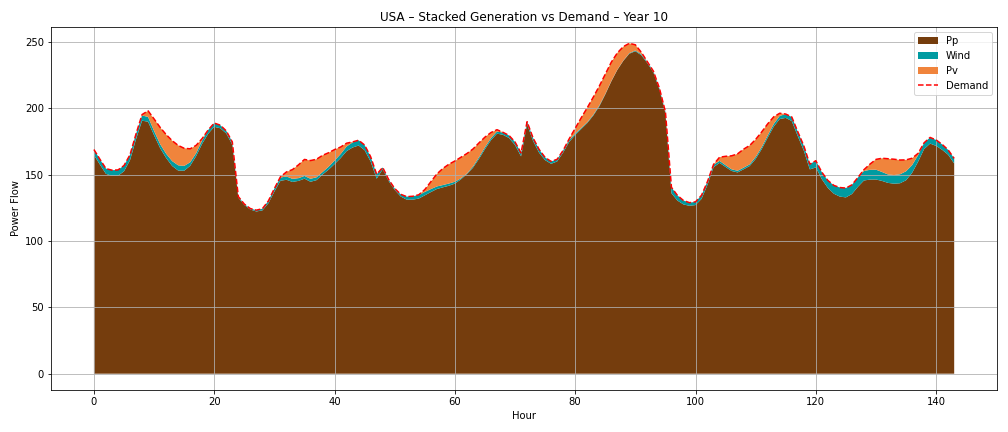 USA – Stacked Generation vs Demand – Year 10
Pp
Wind
Pv
Demand
Power Flow
250
200
150
100
50
0
0 20 40 60 80 100 120 140
Hour